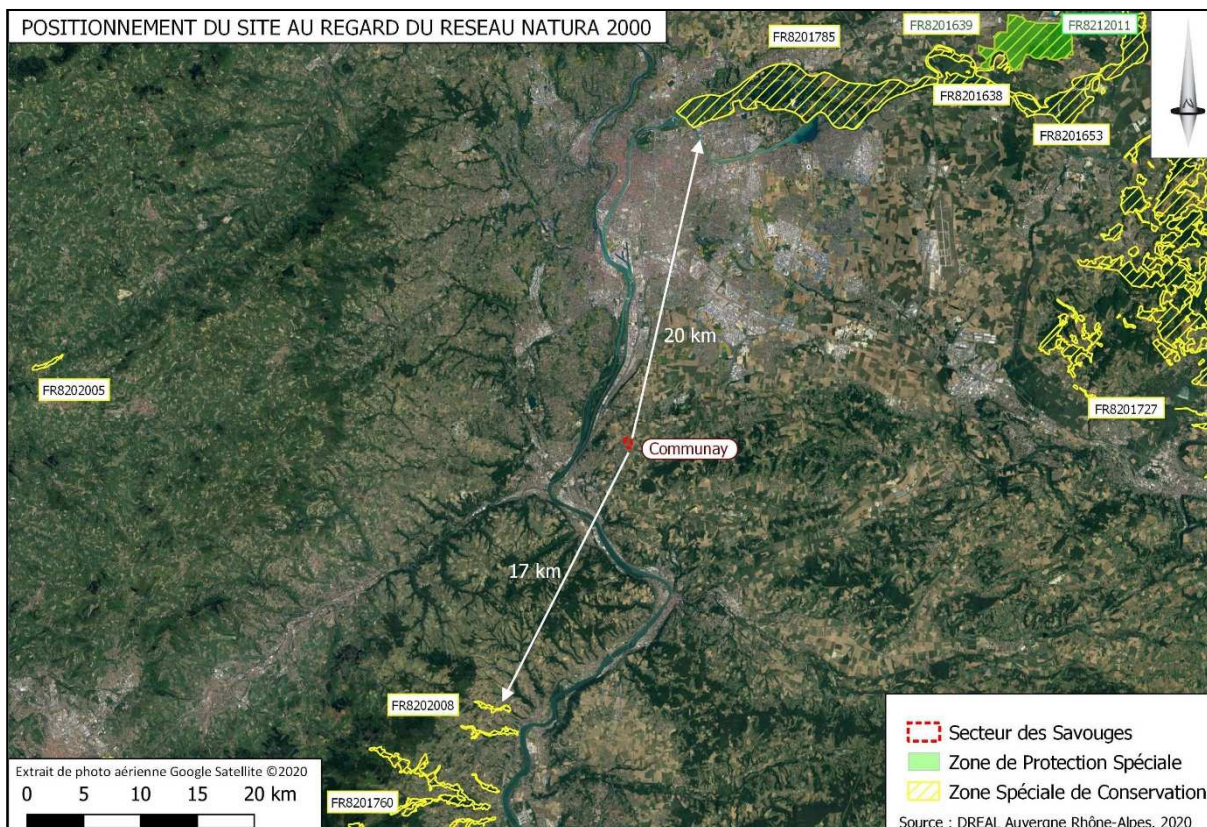 POSITIONNEMENT DU SITE AU REGARD DU RESEAU NATURA 2000
FR8201785
FR8201639
FR8212011
FR8201638
FR8201653
20 km
FR8202005
FR8201727
Communay
17 km
FR8202008
FR8201760
Secteur des Savouges
Zone de Protection Spéciale
Zone Spéciale de Conservation
Source : DREAL Auvergne Rhône-Alpes, 2020
Extrait de photo aérienne Google Satellite ©2020
0 5 10 15 20 km